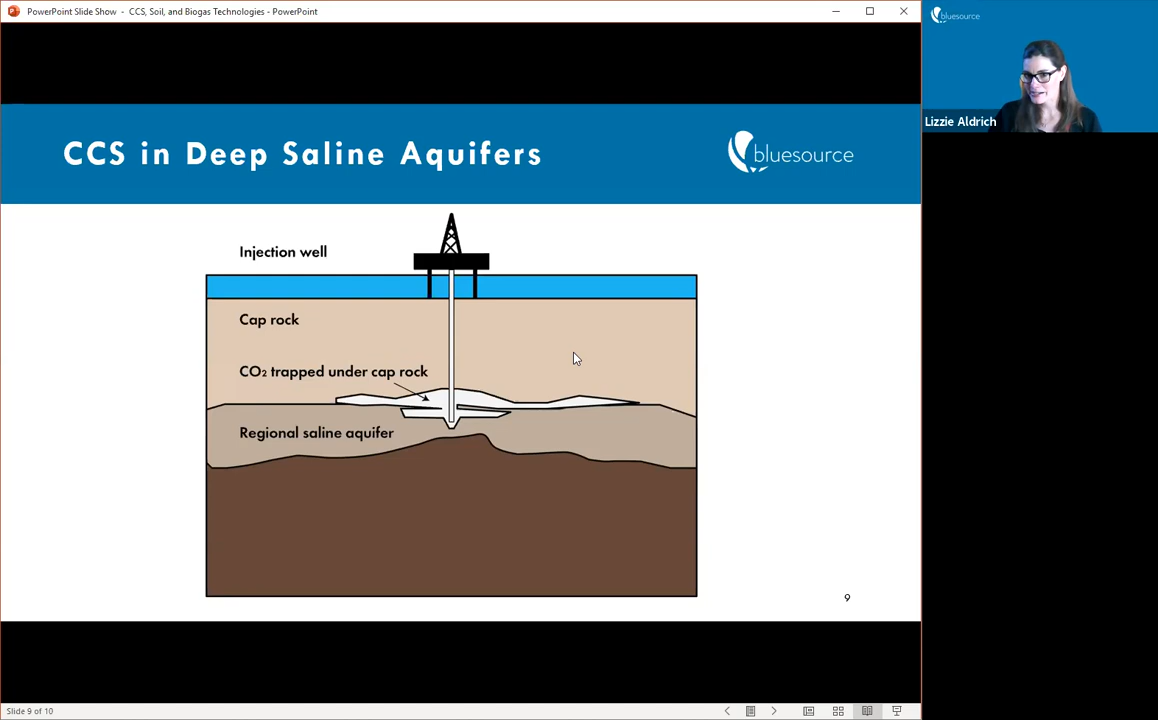 PowerPoint Slide Show - CCS, Soil, and Biogas Technologies - PowerPoint
bluesource
Lizzie Aldrich
CCS in Deep Saline Aquifers
bluesource
Injection well
Cap rock
CO₂ trapped under cap rock
Regional saline aquifer
9
Slide 9 of 10